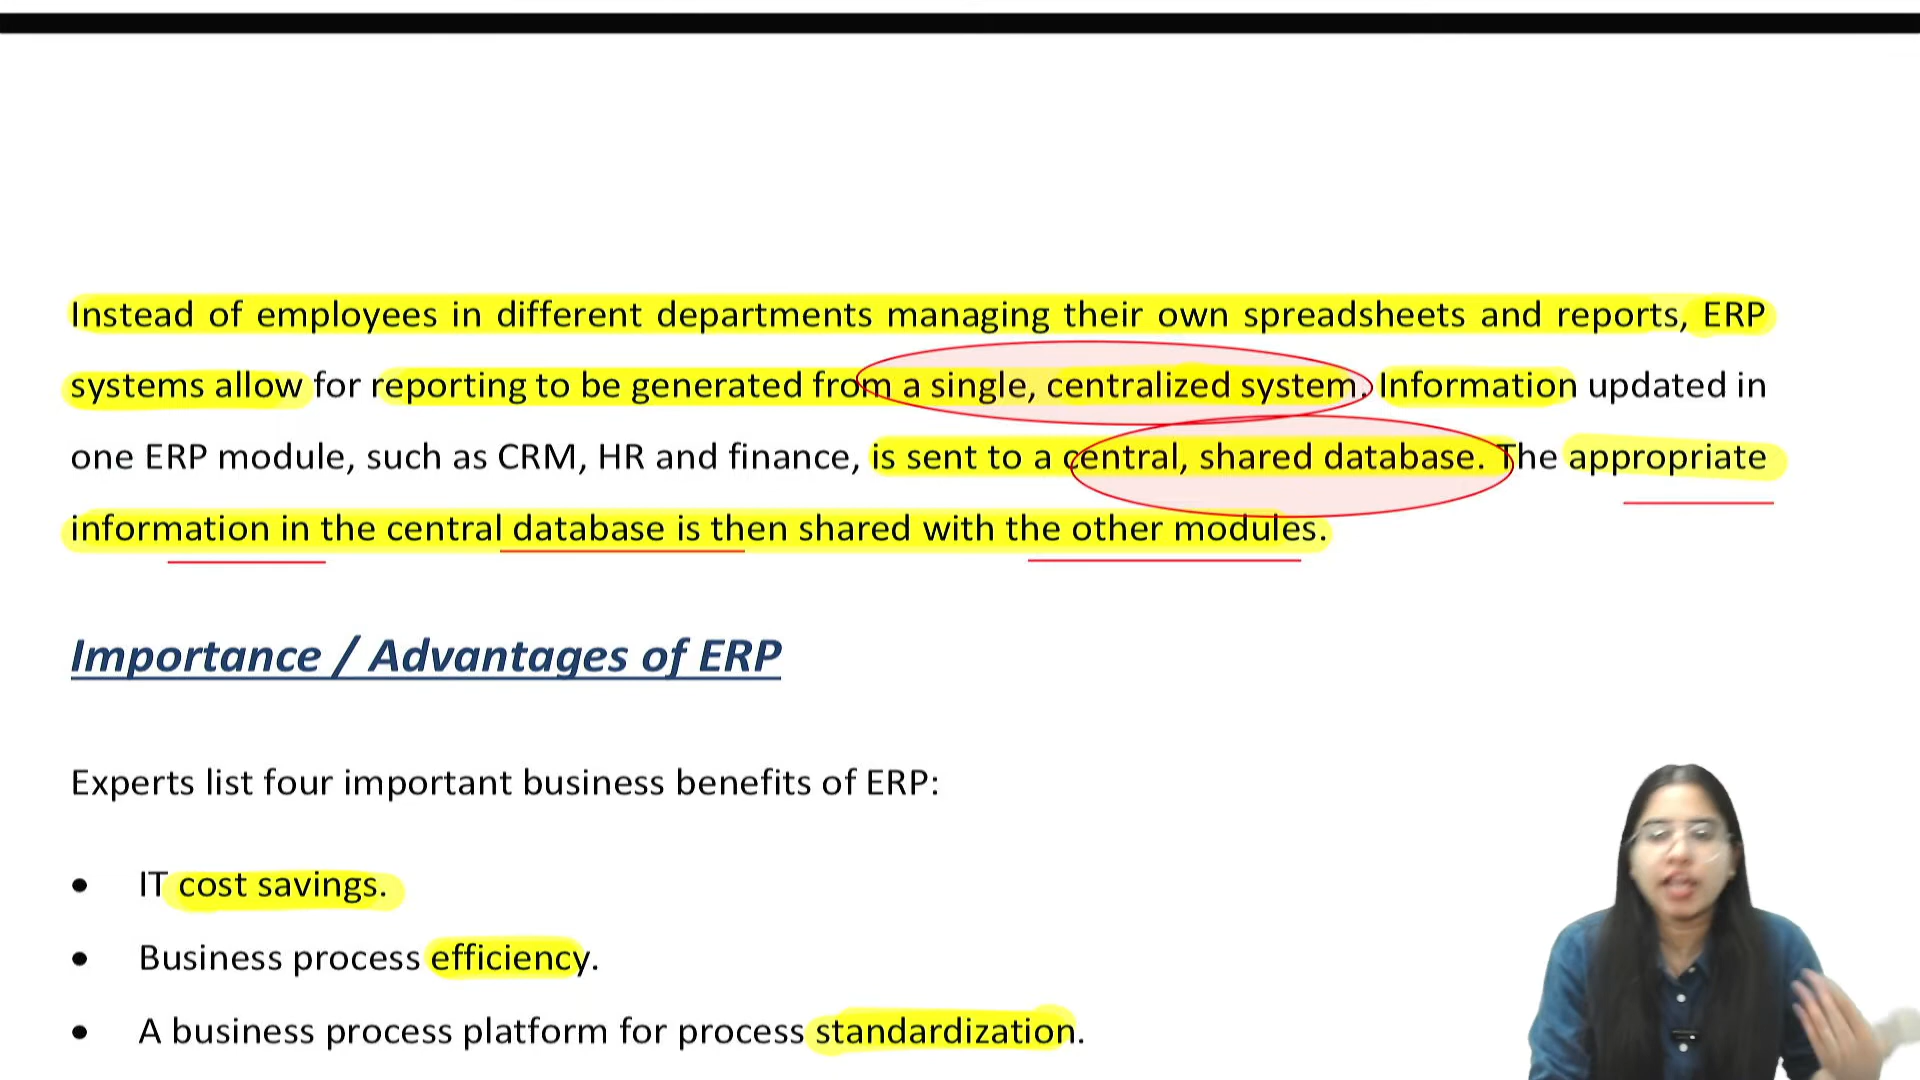 Instead of employees in different departments managing their own spreadsheets and reports, ERP
systems allow for reporting to be generated from a single, centralized system. Information updated in
one ERP module, such as CRM, HR and finance, is sent to a central, shared database. The appropriate
information in the central database is then shared with the other modules.
Importance / Advantages of ERP
Experts list four important business benefits of ERP:
• IT cost savings.
• Business process efficiency.
• A business process platform for process standardization.